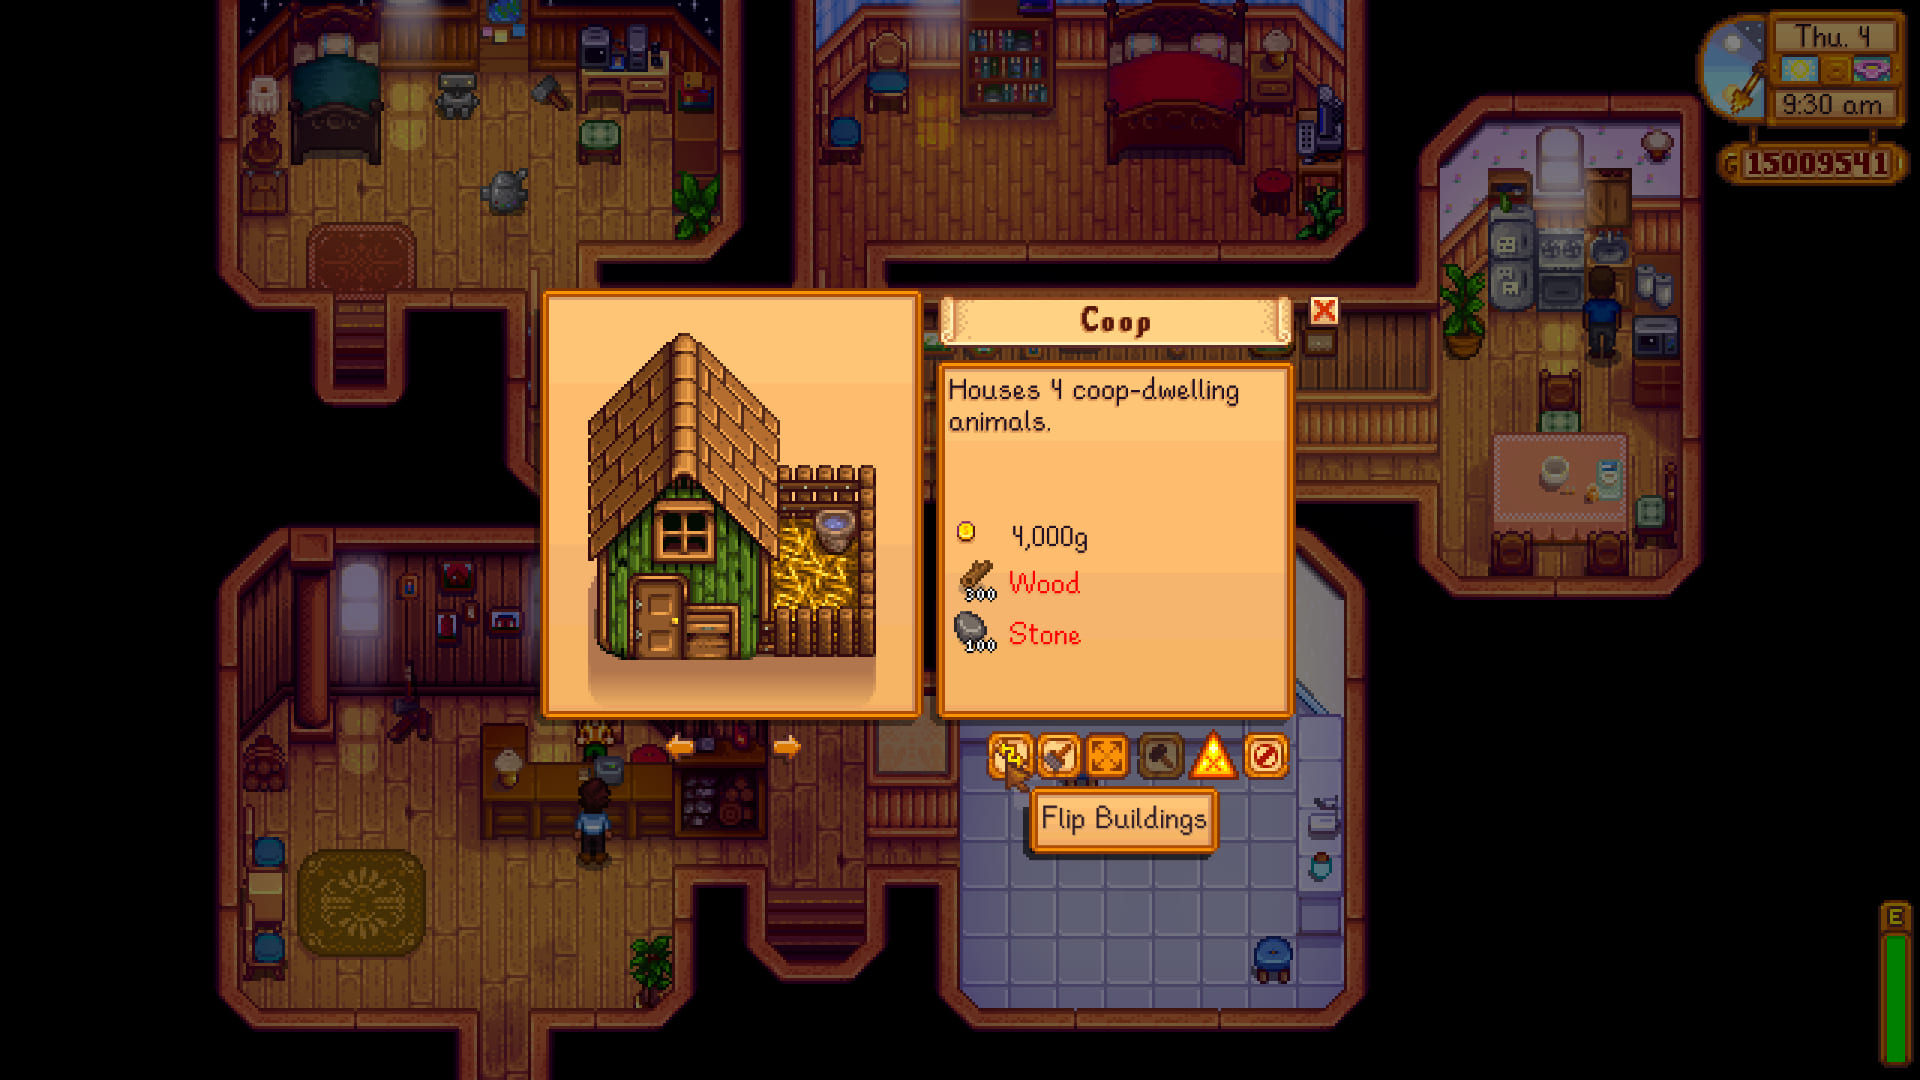 Thu. 4
9:30 am
G 15009541
Coop
Houses 4 coop-dwelling
animals.
4,000g
300 Wood
100 Stone
Z
Flip Buildings
E